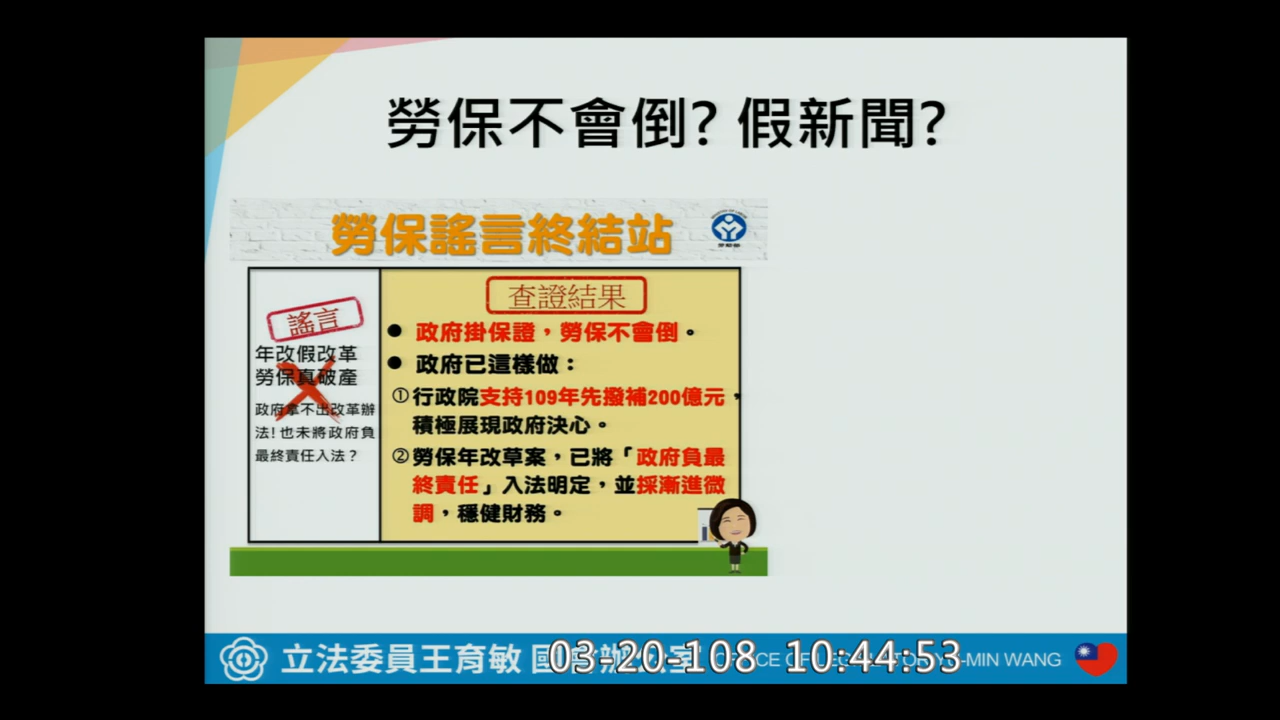 勞保不會倒? 假新聞?
勞保謠言終結站
勞動部
謠言
年改假改革
勞保真破產
政府拿不出改革辦
法!也未將政府負
最終責任入法?
查證結果
● 政府掛保證,勞保不會倒。
● 政府已這樣做:
①行政院支持109年先撥補200億元,
積極展現政府決心。
②勞保年改草案,已將「政府負最
終責任」入法明定,並採漸進微
調,穩健財務。
立法委員王育敏 國
WANG
03-20-108 10:44:53